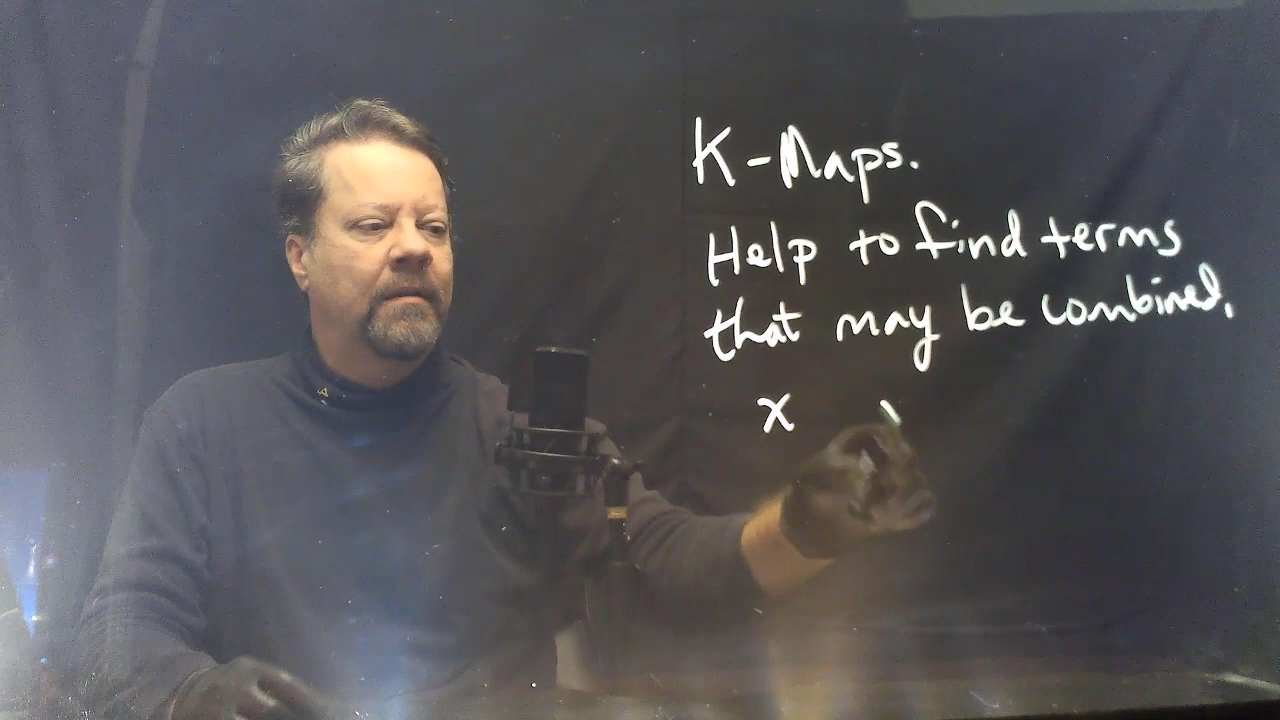 K-Maps.
Help to find terms
that may be combined.
x